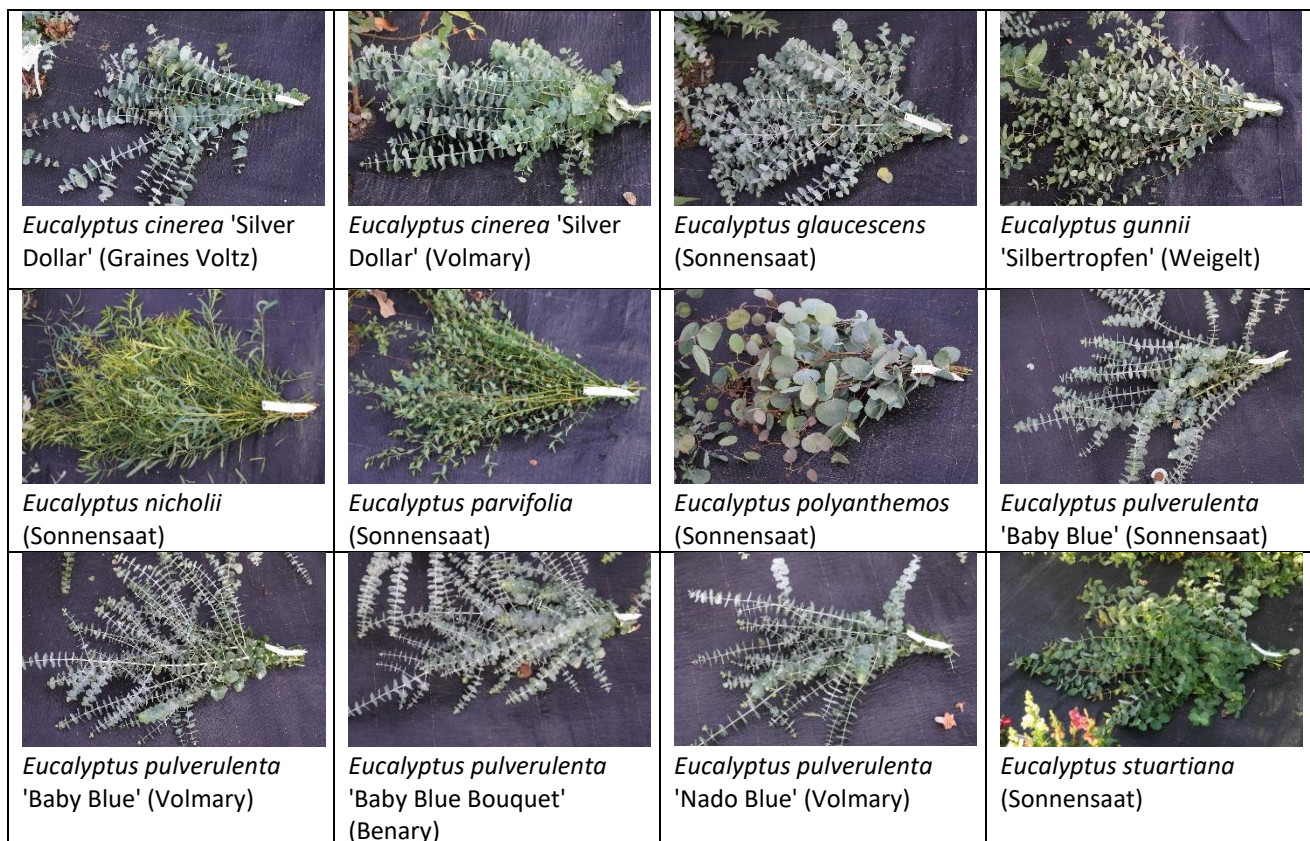 Eucalyptus cinerea 'Silver
Dollar' (Graines Voltz)
Eucalyptus cinerea 'Silver
Dollar' (Volmary)
Eucalyptus glaucescens
(Sonnensaat)
Eucalyptus gunnii
'Silbertropfen' (Weigelt)
Eucalyptus nicholii
(Sonnensaat)
Eucalyptus parvifolia
(Sonnensaat)
Eucalyptus polyanthemos
(Sonnensaat)
Eucalyptus pulverulenta
'Baby Blue' (Sonnensaat)
Eucalyptus pulverulenta
'Baby Blue' (Volmary)
Eucalyptus pulverulenta
'Baby Blue Bouquet'
(Benary)
Eucalyptus pulverulenta
'Nado Blue' (Volmary)
Eucalyptus stuartiana
(Sonnensaat)